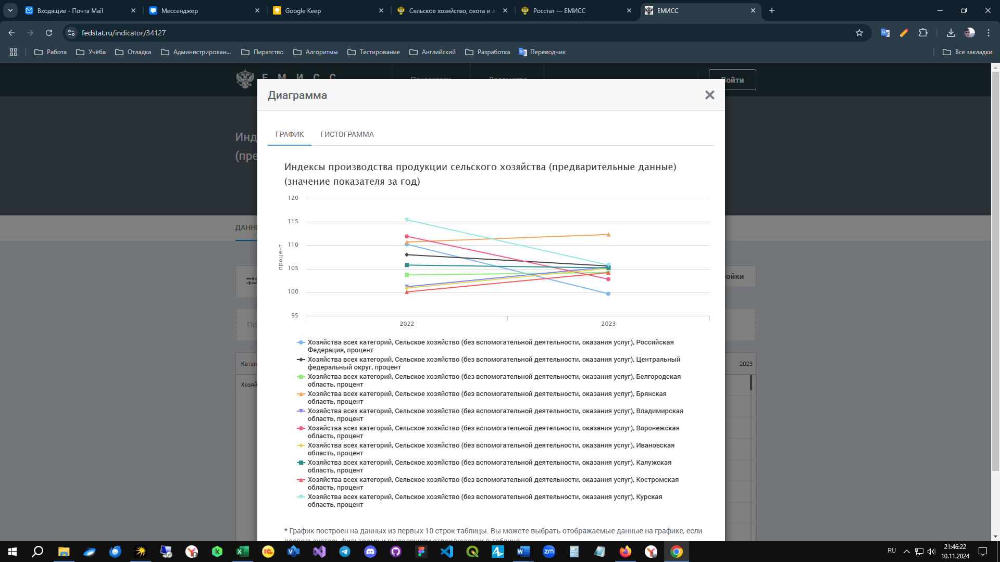 Входящие - Почта Mail
Мессенджер
Google Keep
Сельское хозяйство, охота и л
Росстат — ЕМИСС
ЕМИСС
fedstat.ru/indicator/34127
Работа
Учёба
Отладка
Администрирован...
Пиратство
Алгоритмы
Тестирование
Английский
Разработка
Переводчик
Все закладки
Е М И С С
Показатели
Ведомства
Войти
Диаграмма
Инд
(пре
ГРАФИК
ГИСТОГРАММА
Индексы производства продукции сельского хозяйства (предварительные данные)
(значение показателя за год)
120
115
110
105
100
95
процент
2022
2023
ДАНН
ойки
Пер
Катего
2023
Хозяй
Хозяйства всех категорий, Сельское хозяйство (без вспомогательной деятельности, оказания услуг), Российская
Федерация, процент
Хозяйства всех категорий, Сельское хозяйство (без вспомогательной деятельности, оказания услуг), Центральный
федеральный округ, процент
Хозяйства всех категорий, Сельское хозяйство (без вспомогательной деятельности, оказания услуг), Белгородская
область, процент
Хозяйства всех категорий, Сельское хозяйство (без вспомогательной деятельности, оказания услуг), Брянская
область, процент
Хозяйства всех категорий, Сельское хозяйство (без вспомогательной деятельности, оказания услуг), Владимирская
область, процент
Хозяйства всех категорий, Сельское хозяйство (без вспомогательной деятельности, оказания услуг), Воронежская
область, процент
Хозяйства всех категорий, Сельское хозяйство (без вспомогательной деятельности, оказания услуг), Ивановская
область, процент
Хозяйства всех категорий, Сельское хозяйство (без вспомогательной деятельности, оказания услуг), Калужская
область, процент
Хозяйства всех категорий, Сельское хозяйство (без вспомогательной деятельности, оказания услуг), Костромская
область, процент
Хозяйства всех категорий, Сельское хозяйство (без вспомогательной деятельности, оказания услуг), Курская
область, процент
* График построен на данных из первых 10 строк таблицы. Вы можете выбрать отображаемые данные на графике, если
воспользуетесь фильтрами и выделением строк/колонок в таблице
RU
21:46:22
10.11.2024